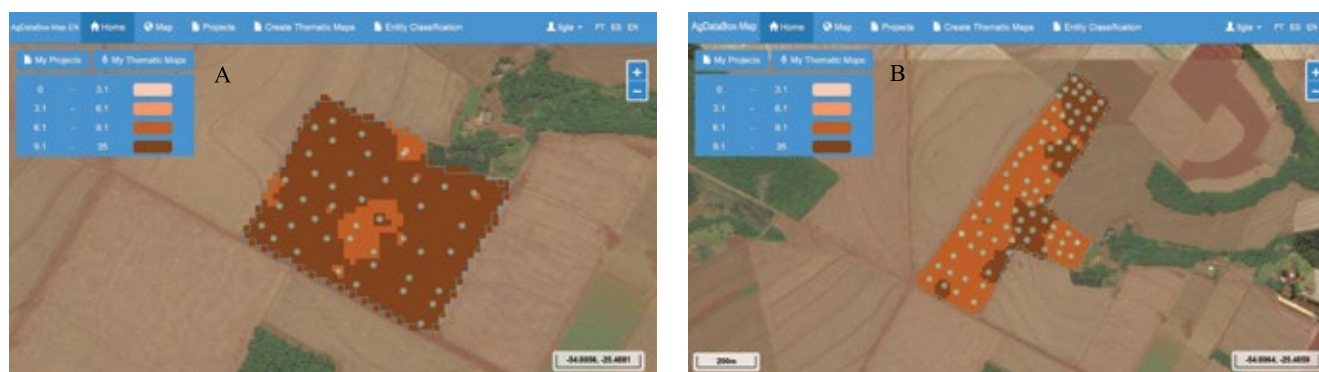 AgDataBox-Map EN Home Map Projects Create Thematic Maps Entity Classification ligle PT ES EN
My Projects My Thematic Maps
A
0 - 3.1
3.1 - 6.1
6.1 - 9.1
9.1 - 35
+
−
AgDataBox-Map Home Map Projects Create Thematic Maps Entity Classification ligle PT ES EN
My Projects My Thematic Maps
B
0 - 3.1
3.1 - 6.1
6.1 - 9.1
9.1 - 35
+
−
200m